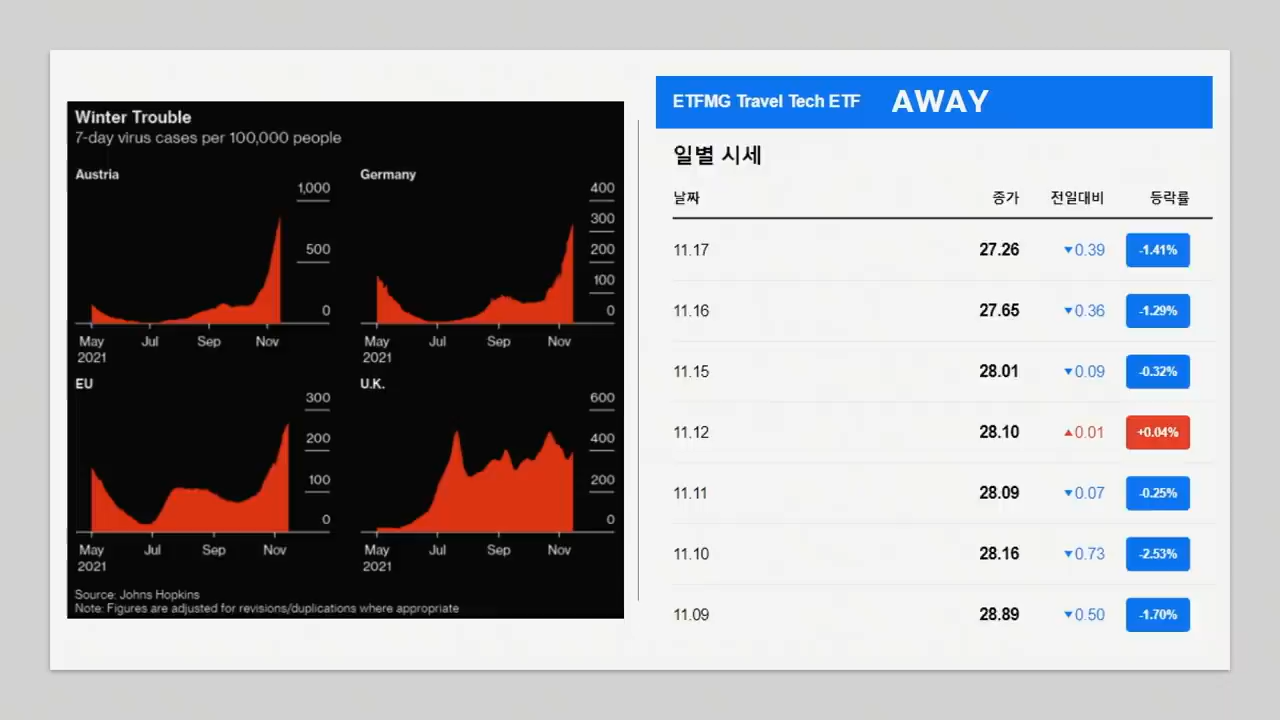 Winter Trouble
7-day virus cases per 100,000 people
Austria
1,000
500
0
May Jul Sep Nov
2021
Germany
400
300
200
100
0
May Jul Sep Nov
2021
EU
300
200
100
0
May Jul Sep Nov
2021
U.K.
600
400
200
0
May Jul Sep Nov
2021
Source: Johns Hopkins
Note: Figures are adjusted for revisions/duplications where appropriate
ETFMG Travel Tech ETF AWAY
일별 시세
날짜 종가 전일대비 등락률
11.17 27.26 ▼0.39 -1.41%
11.16 27.65 ▼0.36 -1.29%
11.15 28.01 ▼0.09 -0.32%
11.12 28.10 ▲0.01 +0.04%
11.11 28.09 ▼0.07 -0.25%
11.10 28.16 ▼0.73 -2.53%
11.09 28.89 ▼0.50 -1.70%